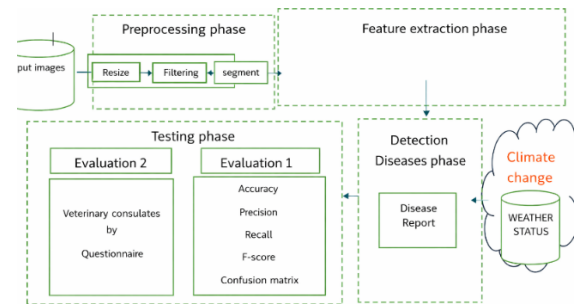 Preprocessing phase
Feature extraction phase
put images
Resize
Filtering
segment
Testing phase
Detection
Diseases phase
Climate
change
Evaluation 2
Evaluation 1
Veterinary consulates
by
Questionnaire
Accuracy
Precision
Recall
F-score
Confusion matrix
Disease
Report
WEATHER
STATUS